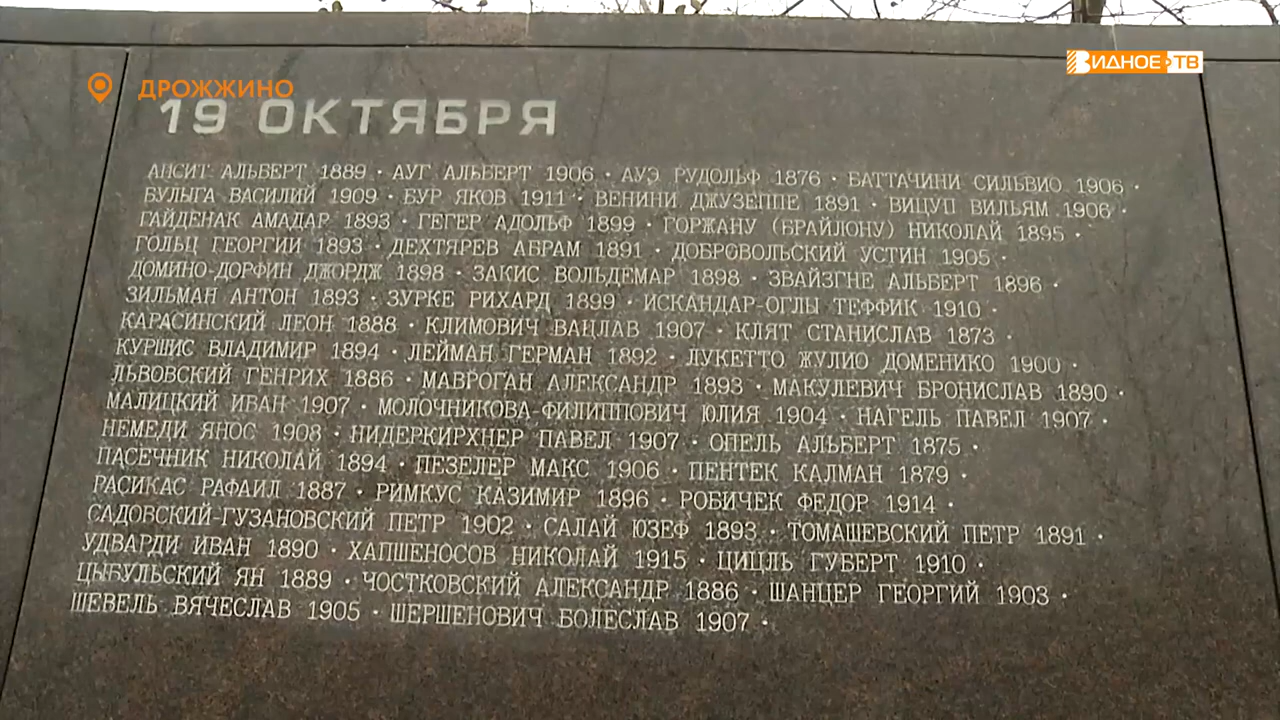 ДРОЖЖИНО
ВИДНОЕ ТВ
19 ОКТЯБРЯ
АНСИТ АЛЬБЕРТ 1889 · АУГ АЛЬБЕРТ 1906 · АУЭ РУДОЛЬФ 1876 · БАТТАЧИНИ СИЛЬВИО 1906 ·
БУЛЫГА ВАСИЛИЙ 1909 · БУР ЯКОВ 1911 · ВЕНИНИ ДЖУЗЕППЕ 1891 · ВИЦУП ВИЛЬЯМ 1906 ·
ГАЙДЕНАК АМАДАР 1893 · ГЕГЕР АДОЛЬФ 1899 · ГОРЖАНУ (БРАЙЛОНУ) НИКОЛАЙ 1895 ·
ГОЛЬЦ ГЕОРГИЙ 1893 · ДЕХТЯРЕВ АБРАМ 1891 · ДОБРОВОЛЬСКИЙ УСТИН 1905 ·
ДОМИНО-ДОРФИН ДЖОРДЖ 1898 · ЗАКИС ВОЛЬДЕМАР 1898 · ЗВАЙЗГНЕ АЛЬБЕРТ 1896 ·
ЗИЛЬМАН АНТОН 1893 · ЗУРКЕ РИХАРД 1899 · ИСКАНДАР-ОГЛЫ ТЕФФИК 1910 ·
КАРАСИНСКИЙ ЛЕОН 1888 · КЛИМОВИЧ ВАЦЛАВ 1907 · КЛЯТ СТАНИСЛАВ 1873 ·
КУРШИС ВЛАДИМИР 1894 · ЛЕЙМАН ГЕРМАН 1892 · ЛУКЕТТО ЖУЛИО ДОМЕНИКО 1900 ·
ЛЬВОВСКИЙ ГЕНРИХ 1886 · МАВРОГАН АЛЕКСАНДР 1893 · МАКУЛЕВИЧ БРОНИСЛАВ 1890 ·
МАЛИЦКИЙ ИВАН 1907 · МОЛОЧНИКОВА-ФИЛИППОВИЧ ЮЛИЯ 1904 · НАГЕЛЬ ПАВЕЛ 1907 ·
НЕМЕДИ ЯНОС 1908 · НИДЕРКИРХНЕР ПАВЕЛ 1907 · ОПЕЛЬ АЛЬБЕРТ 1875 ·
ПАСЕЧНИК НИКОЛАЙ 1894 · ПЕЗЕЛЕР МАКС 1906 · ПЕНТЕК КАЛМАН 1879 ·
РАСИКАС РАФАИЛ 1887 · РИМКУС КАЗИМИР 1896 · РОБИЧЕК ФЕДОР 1914 ·
САДОВСКИЙ-ГУЗАНОВСКИЙ ПЕТР 1902 · САЛАЙ ЮЗЕФ 1893 · ТОМАШЕВСКИЙ ПЕТР 1891 ·
УДВАРДИ ИВАН 1890 · ХАПШЕНОСОВ НИКОЛАЙ 1915 · ЦИЦЛЬ ГУБЕРТ 1910 ·
ЦЫБУЛЬСКИЙ ЯН 1889 · ЧОСТКОВСКИЙ АЛЕКСАНДР 1886 · ШАНЦЕР ГЕОРГИЙ 1903 ·
ШЕВЕЛЬ ВЯЧЕСЛАВ 1905 · ШЕРШЕНОВИЧ БОЛЕСЛАВ 1907 ·